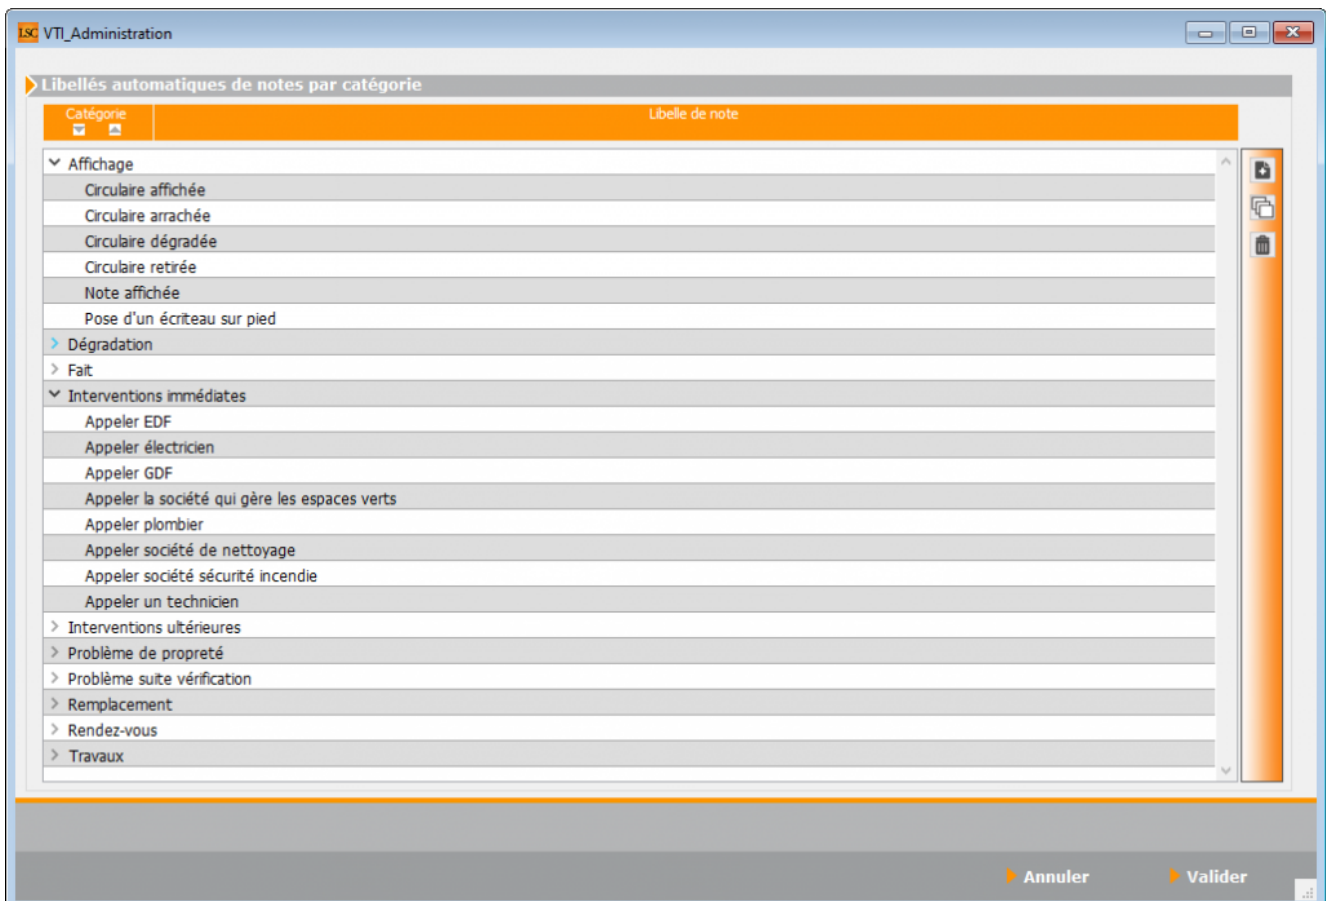 LSC VTI_Administration
Libellés automatiques de notes par catégorie
Catégorie Libelle de note
Affichage
Circulaire affichée
Circulaire arrachée
Circulaire dégradée
Circulaire retirée
Note affichée
Pose d'un écriteau sur pied
Dégradation
Fait
Interventions immédiates
Appeler EDF
Appeler électricien
Appeler GDF
Appeler la société qui gère les espaces verts
Appeler plombier
Appeler société de nettoyage
Appeler société sécurité incendie
Appeler un technicien
Interventions ultérieures
Problème de propreté
Problème suite vérification
Remplacement
Rendez-vous
Travaux
Annuler Valider